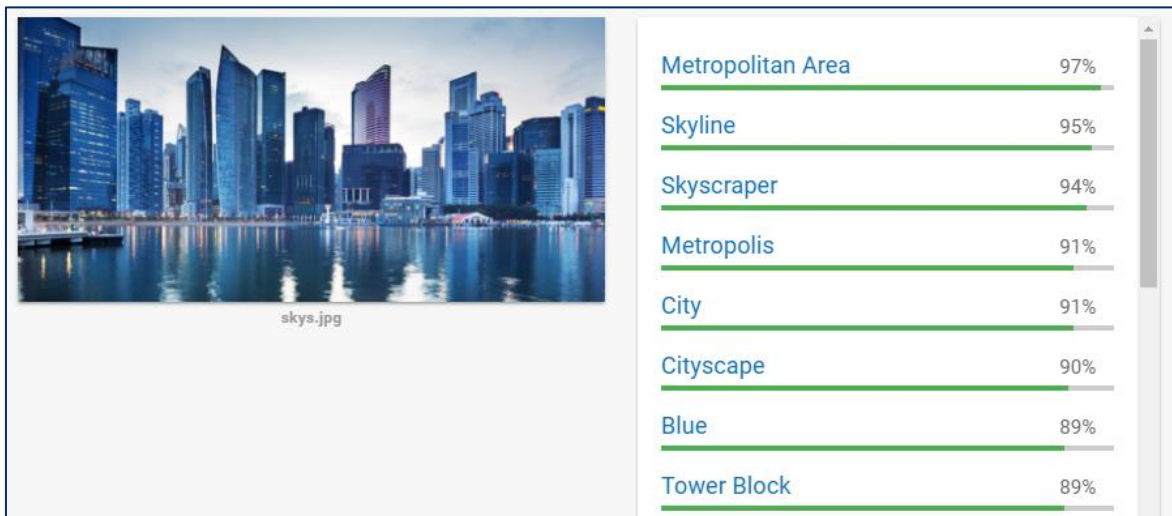 skys.jpg
Metropolitan Area 97%
Skyline 95%
Skyscraper 94%
Metropolis 91%
City 91%
Cityscape 90%
Blue 89%
Tower Block 89%